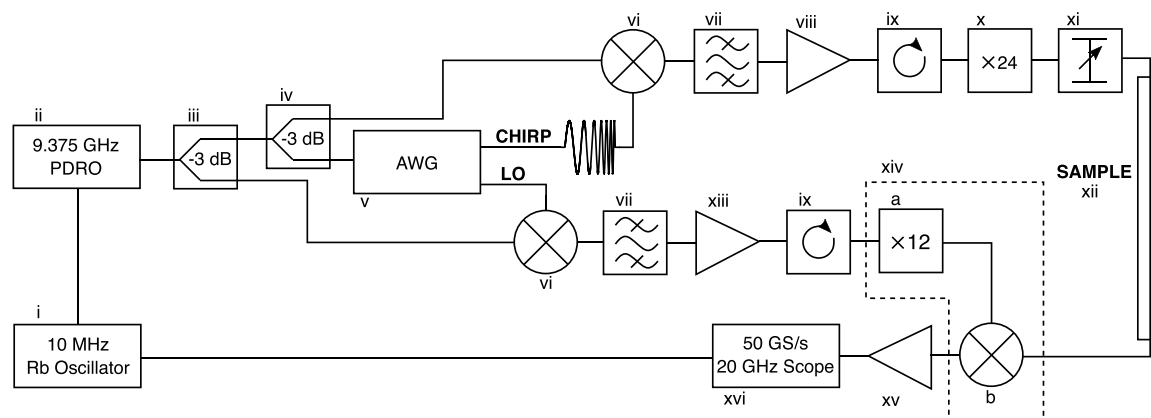 vi
vii
viii
ix
x
xi
×24
ii
iii
iv
9.375 GHz
PDRO
-3 dB
-3 dB
CHIRP
AWG
LO
v
SAMPLE
xii
vii
xiii
ix
xiv
a
×12
vi
i
10 MHz
Rb Oscillator
50 GS/s
20 GHz Scope
xvi
xv
b